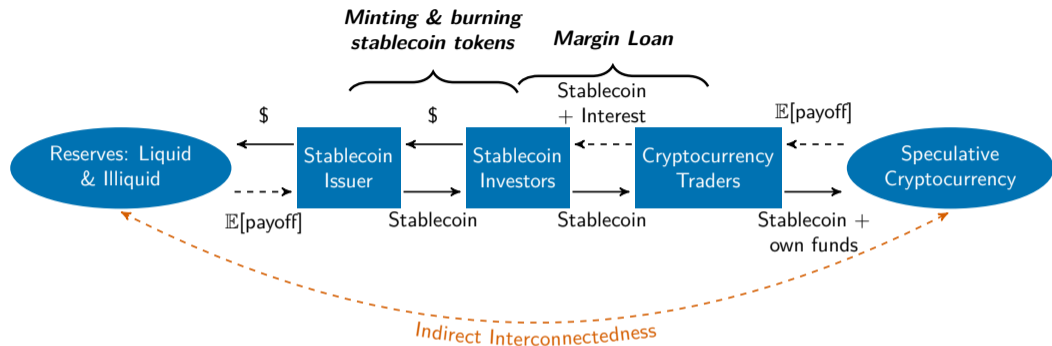 Minting & burning
stablecoin tokens
Margin Loan
Stablecoin
+ Interest
$
$
𝔼[payoff]
Reserves: Liquid
& Illiquid
Stablecoin
Issuer
Stablecoin
Investors
Cryptocurrency
Traders
Speculative
Cryptocurrency
𝔼[payoff]
Stablecoin
Stablecoin
Stablecoin +
own funds
Indirect Interconnectedness